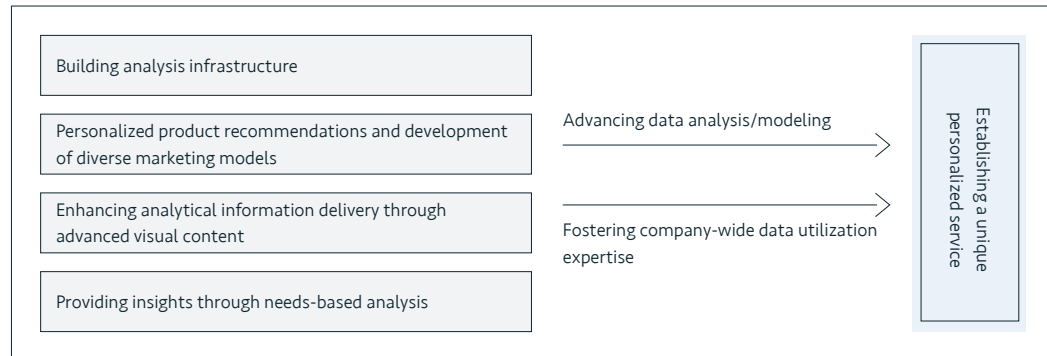 Building analysis infrastructure
Personalized product recommendations and development
of diverse marketing models
Enhancing analytical information delivery through
advanced visual content
Providing insights through needs-based analysis
Advancing data analysis/modeling
Fostering company-wide data utilization
expertise
Establishing a unique
personalized service